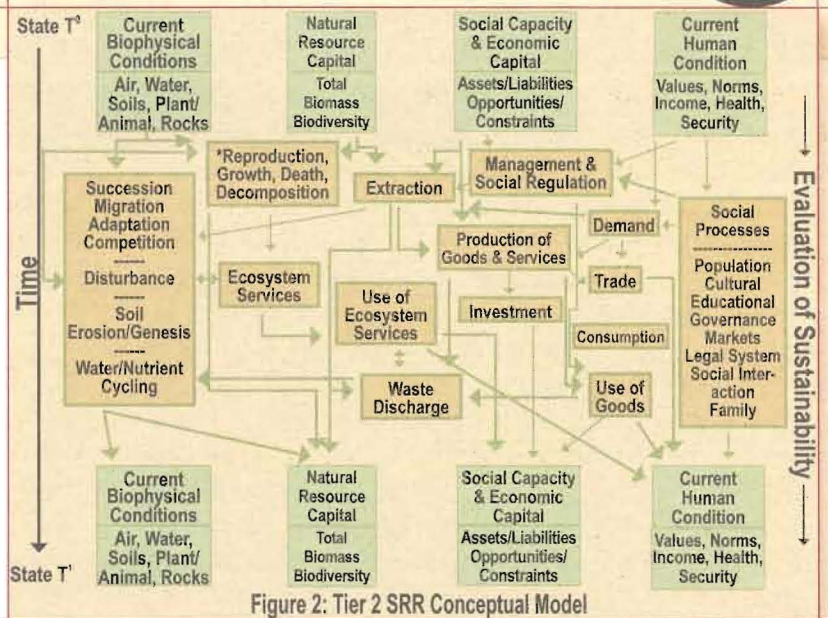 State T⁰
Current
Biophysical
Conditions
Air, Water,
Soils, Plant/
Animal, Rocks
Natural
Resource
Capital
Total
Biomass
Biodiversity
Social Capacity
& Economic
Capital
Assets/Liabilities
Opportunities/
Constraints
Current
Human
Condition
Values, Norms,
Income, Health,
Security
Time
Evaluation of Sustainability
Succession
Migration
Adaptation
Competition
Disturbance
Soil
Erosion/Genesis
Water/Nutrient
Cycling
*Reproduction,
Growth, Death,
Decomposition
Extraction
Management &
Social Regulation
Ecosystem
Services
Use of
Ecosystem
Services
Waste
Discharge
Production of
Goods & Services
Investment
Demand
Trade
Consumption
Use of
Goods
Social
Processes
Population
Cultural
Educational
Governance
Markets
Legal System
Social Inter-
action
Family
Current
Biophysical
Conditions
Air, Water,
Soils, Plant/
Animal, Rocks
Natural
Resource
Capital
Total
Biomass
Biodiversity
Social Capacity
& Economic
Capital
Assets/Liabilities
Opportunities/
Constraints
Current
Human
Condition
Values, Norms,
Income, Health,
Security
State T¹
Figure 2: Tier 2 SRR Conceptual Model